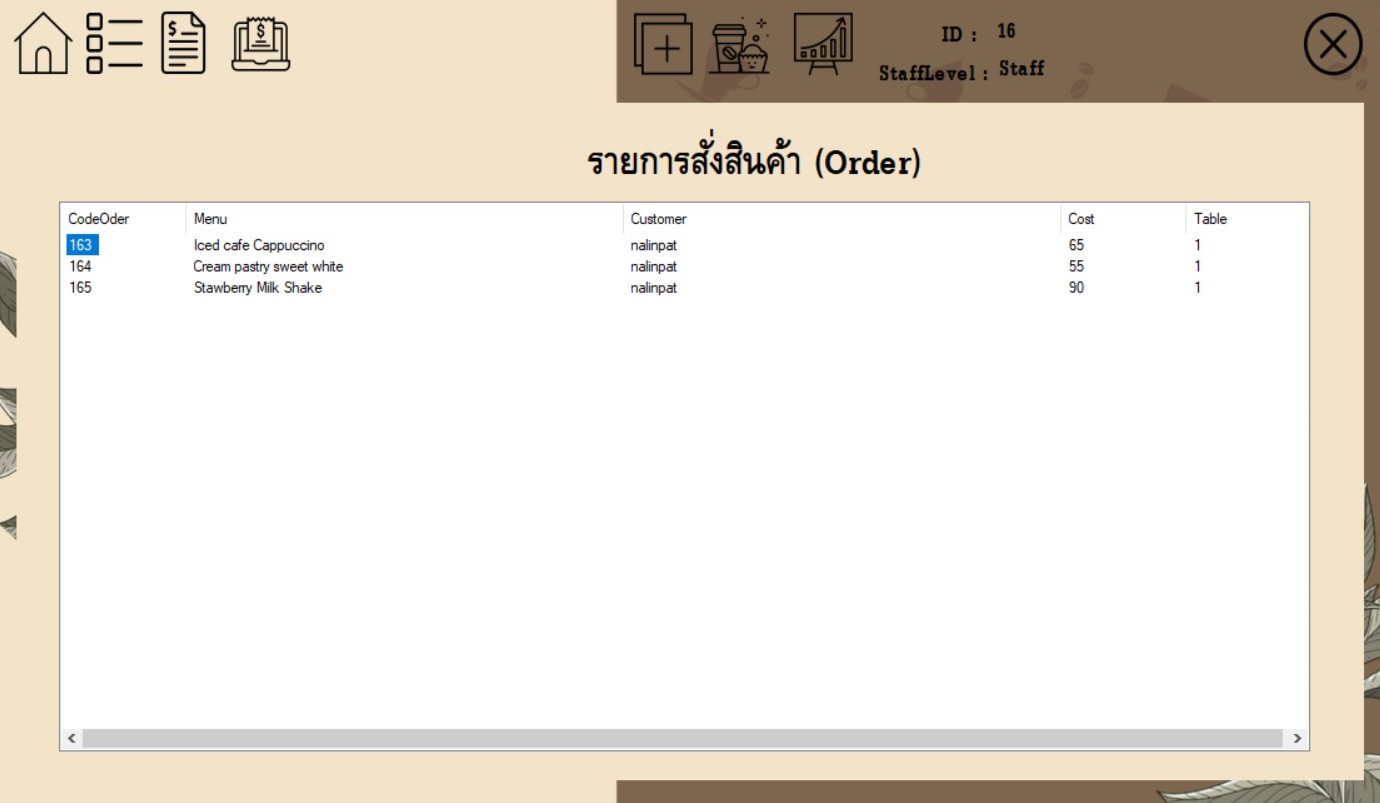 ID : 16
StaffLevel : Staff
รายการสั่งสินค้า (Order)
CodeOder Menu Customer Cost Table
163 Iced cafe Cappuccino nalinpat 65 1
164 Cream pastry sweet white nalinpat 55 1
165 Stawberry Milk Shake nalinpat 90 1